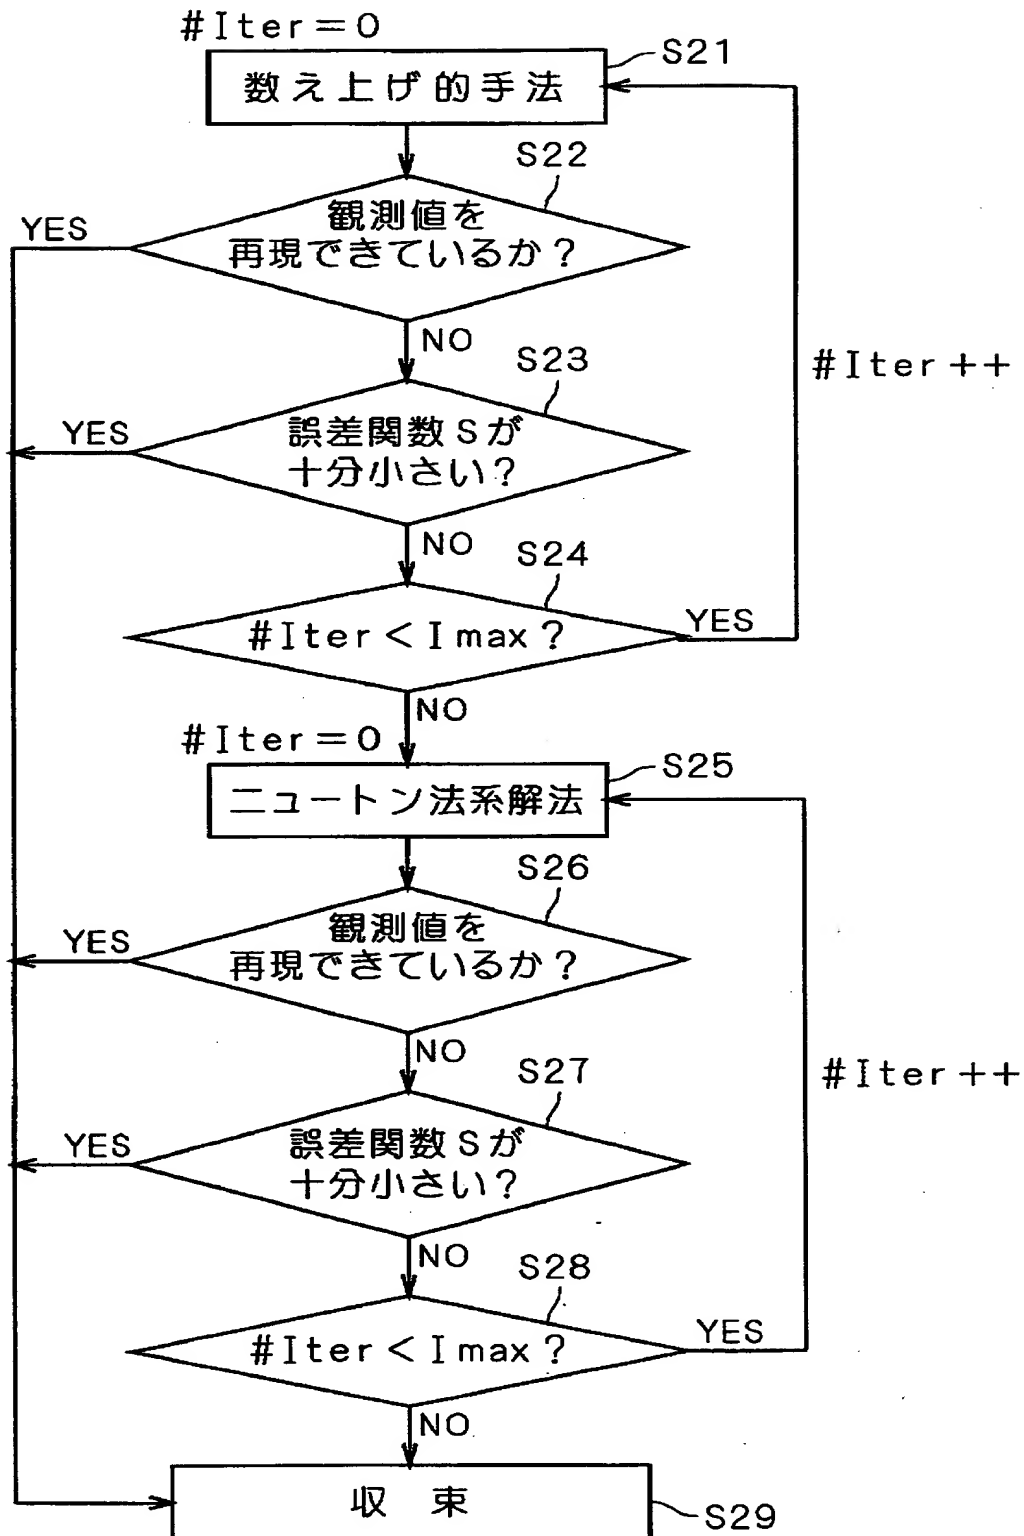 #Iter=0
S21
数え上げ的手法
S22
観測値を
再現できているか?
YES
NO
S23
#Iter++
誤差関数Sが
十分小さい?
YES
NO
S24
#Iter<Imax?
YES
NO
#Iter=0
S25
ニュートン法系解法
S26
観測値を
再現できているか?
YES
NO
S27
#Iter++
誤差関数Sが
十分小さい?
YES
NO
S28
#Iter<Imax?
YES
NO
収束
S29